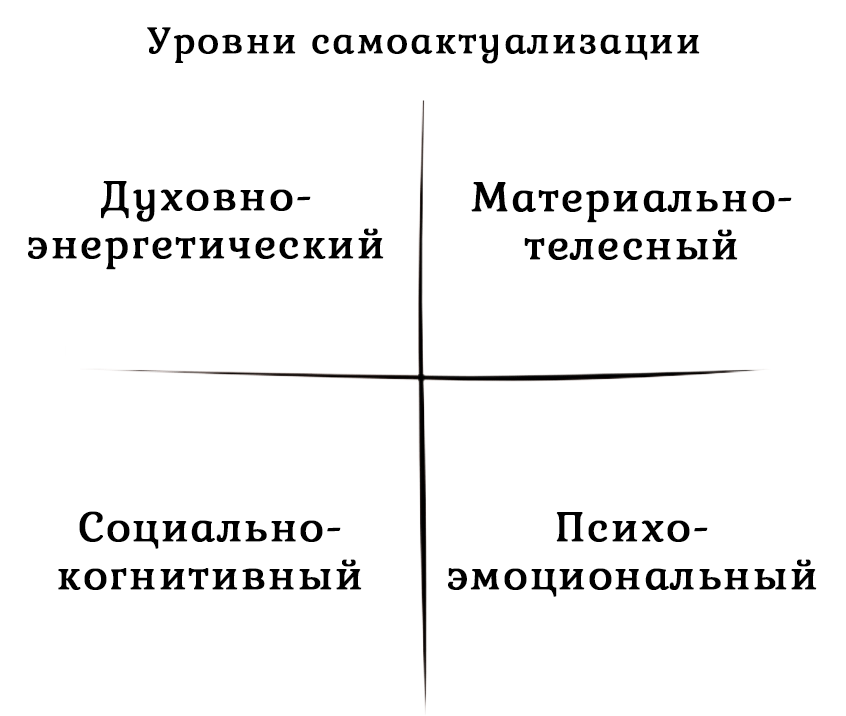 Уровни самоактуализации
Духовно-
энергетический
Материально-
телесный
Социально-
когнитивный
Психо-
эмоциональный